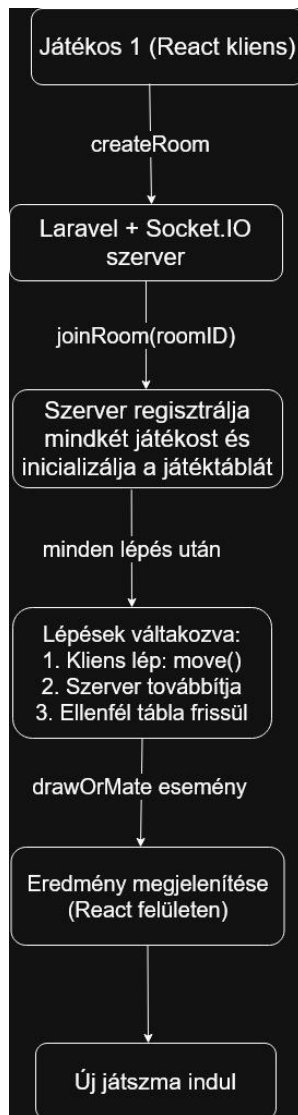 Játékos 1 (React kliens)
createRoom
Laravel + Socket.IO
szerver
joinRoom(roomID)
Szerver regisztrálja
mindkét játékost és
inicializálja a játéktáblát
minden lépés után
Lépések váltakozva:
1. Kliens lép: move()
2. Szerver továbbítja
3. Ellenfél tábla frissül
drawOrMate esemény
Eredmény megjelenítése
(React felületen)
Új játszma indul